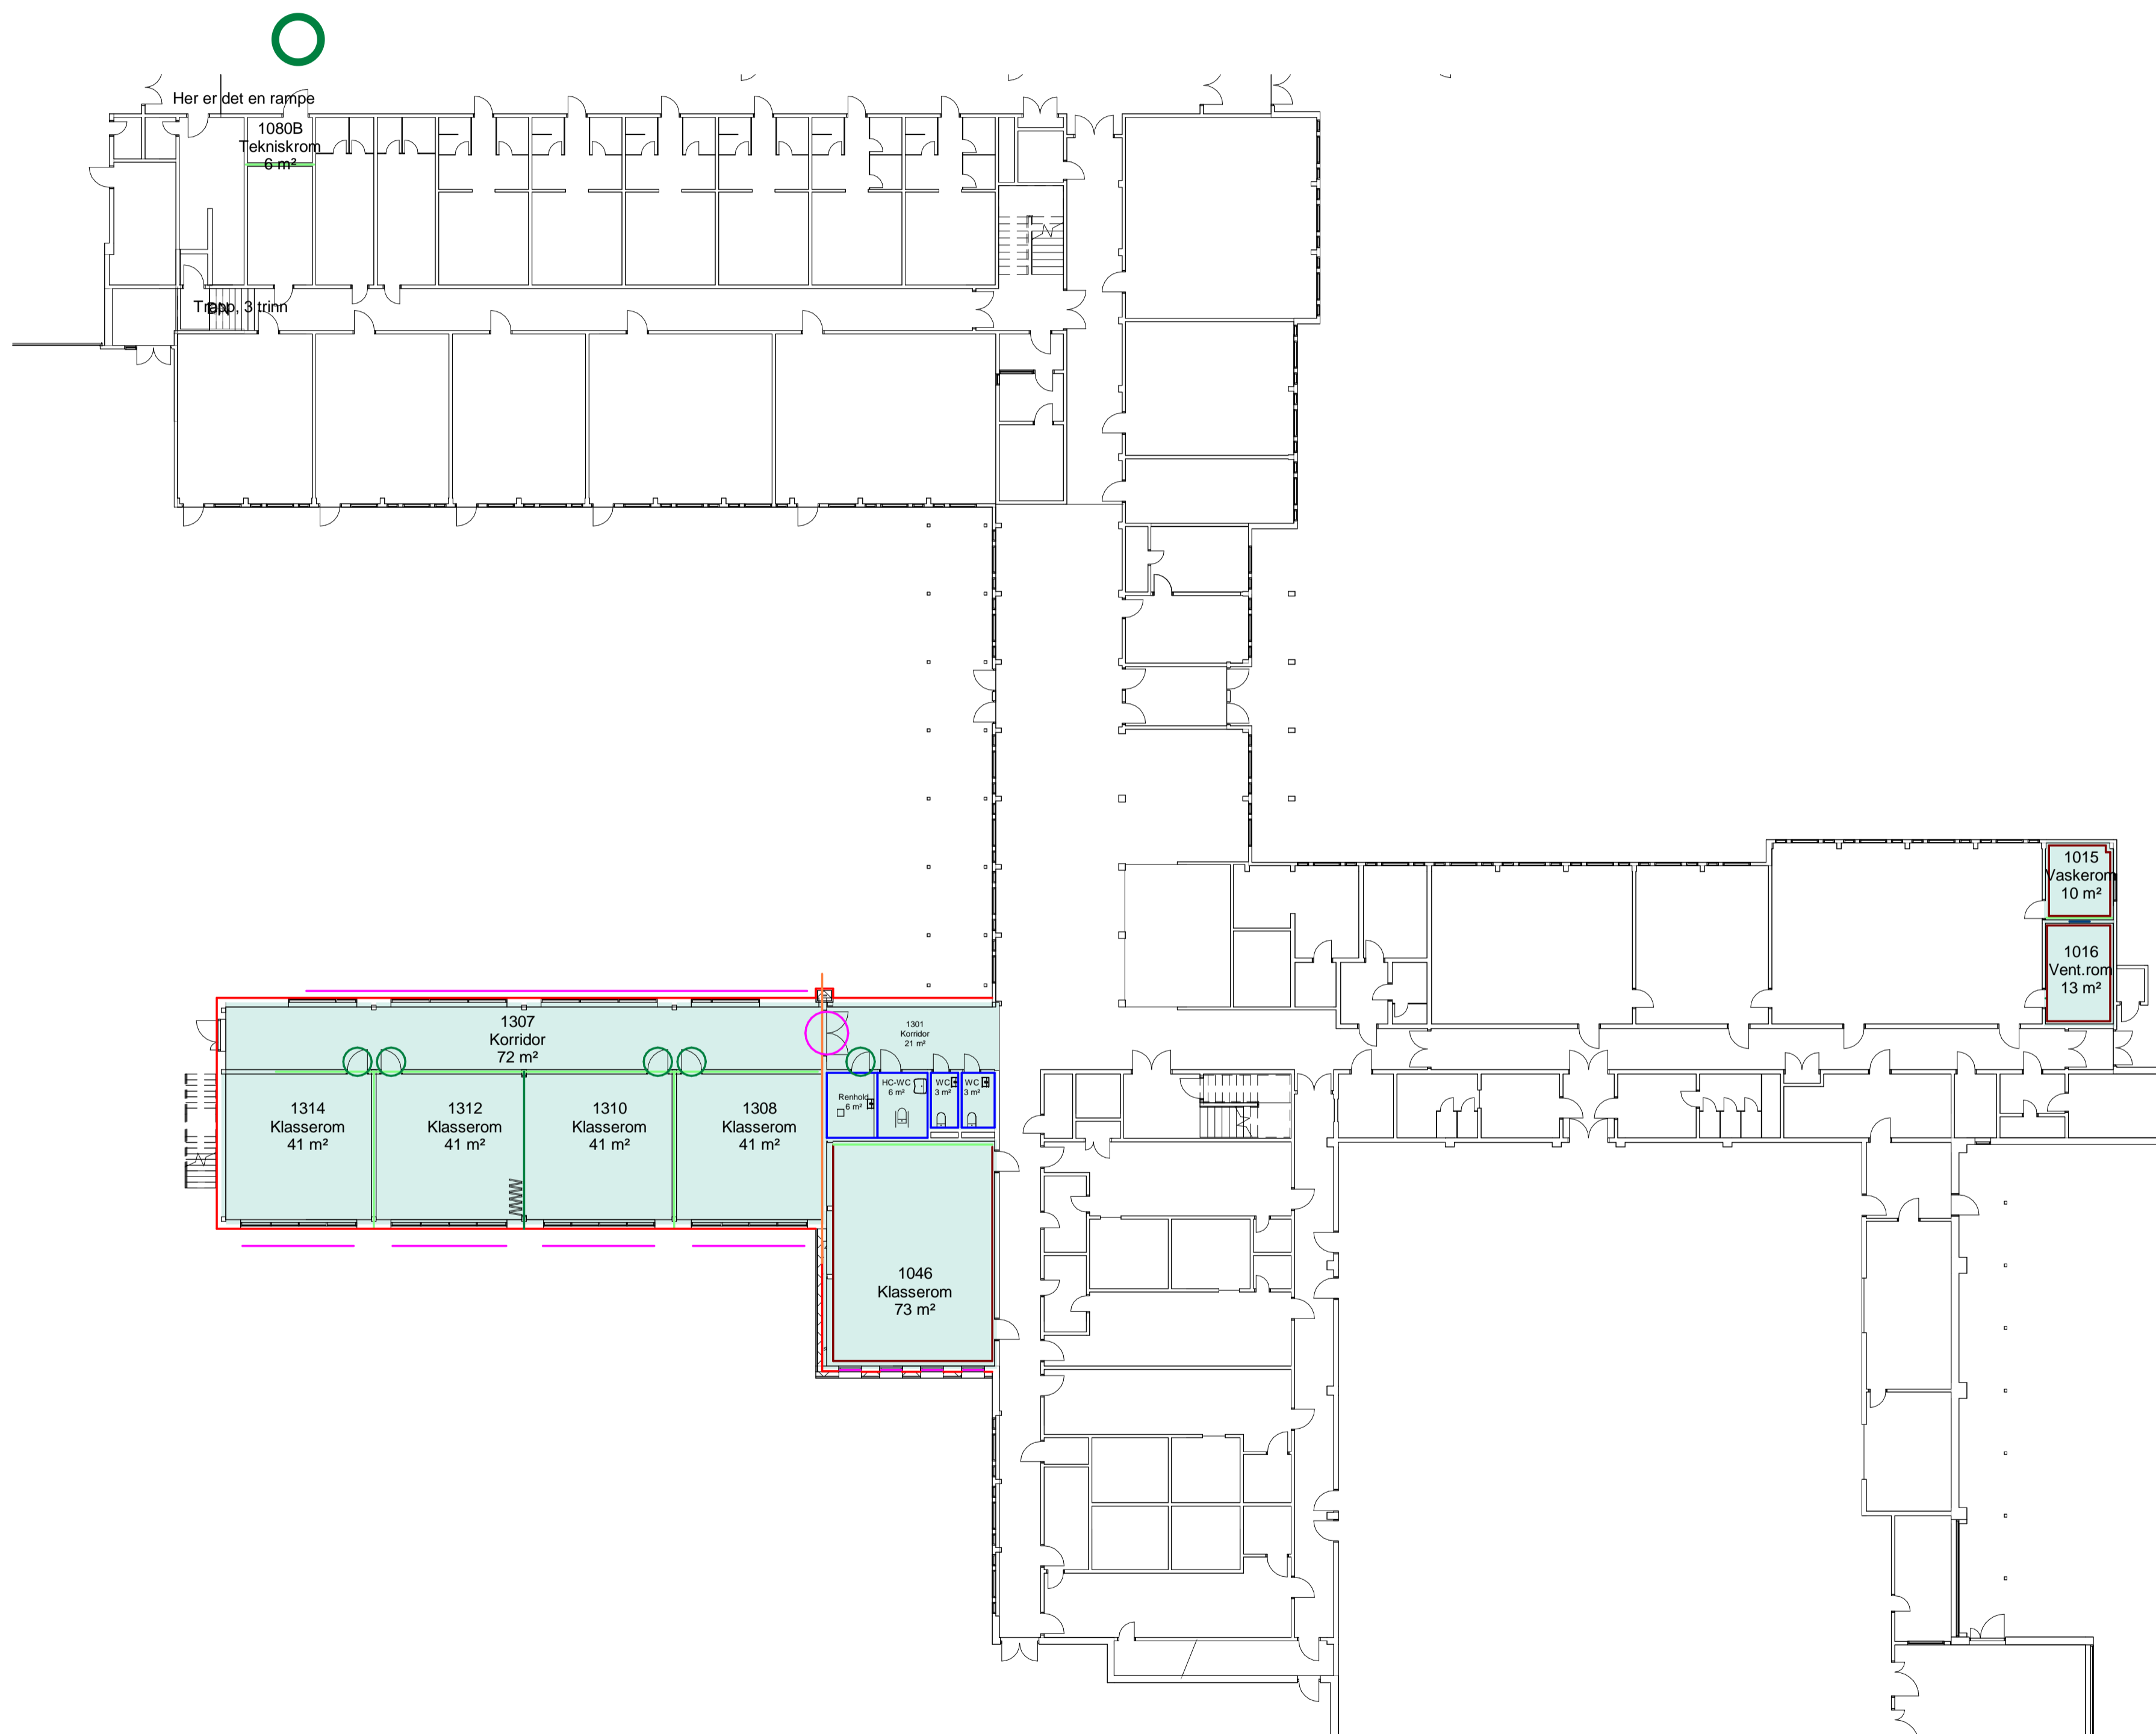 Her er det en rampe
1080B
Tekniskrom
6 m²
Trapp, 3 trinn
DN
1015
Vaskerom
10 m²
1016
Vent.rom
13 m²
1307
Korridor
72 m²
1301
Korridor
21 m²
Renhold
6 m²
HC-WC
6 m²
WC
3 m²
WC
3 m²
1314
Klasserom
41 m²
1312
Klasserom
41 m²
1310
Klasserom
41 m²
1308
Klasserom
41 m²
1046
Klasserom
73 m²